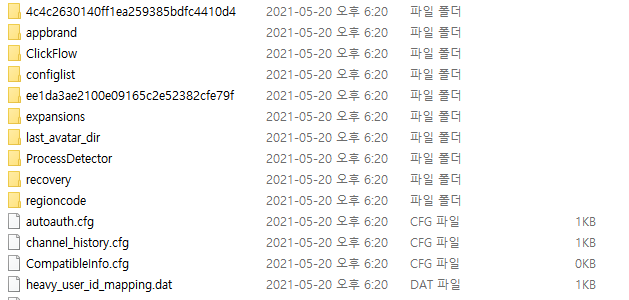 4c4c2630140ff1ea259385bdfc4410d4 2021-05-20 오후 6:20 파일 폴더
appbrand 2021-05-20 오후 6:20 파일 폴더
ClickFlow 2021-05-20 오후 6:20 파일 폴더
configlist 2021-05-20 오후 6:20 파일 폴더
ee1da3ae2100e09165c2e52382cfe79f 2021-05-20 오후 6:20 파일 폴더
expansions 2021-05-20 오후 6:20 파일 폴더
last_avatar_dir 2021-05-20 오후 6:20 파일 폴더
ProcessDetector 2021-05-20 오후 6:20 파일 폴더
recovery 2021-05-20 오후 6:20 파일 폴더
regioncode 2021-05-20 오후 6:20 파일 폴더
autoauth.cfg 2021-05-20 오후 6:20 CFG 파일 1KB
channel_history.cfg 2021-05-20 오후 6:20 CFG 파일 1KB
CompatibleInfo.cfg 2021-05-20 오후 6:20 CFG 파일 0KB
heavy_user_id_mapping.dat 2021-05-20 오후 6:20 DAT 파일 1KB